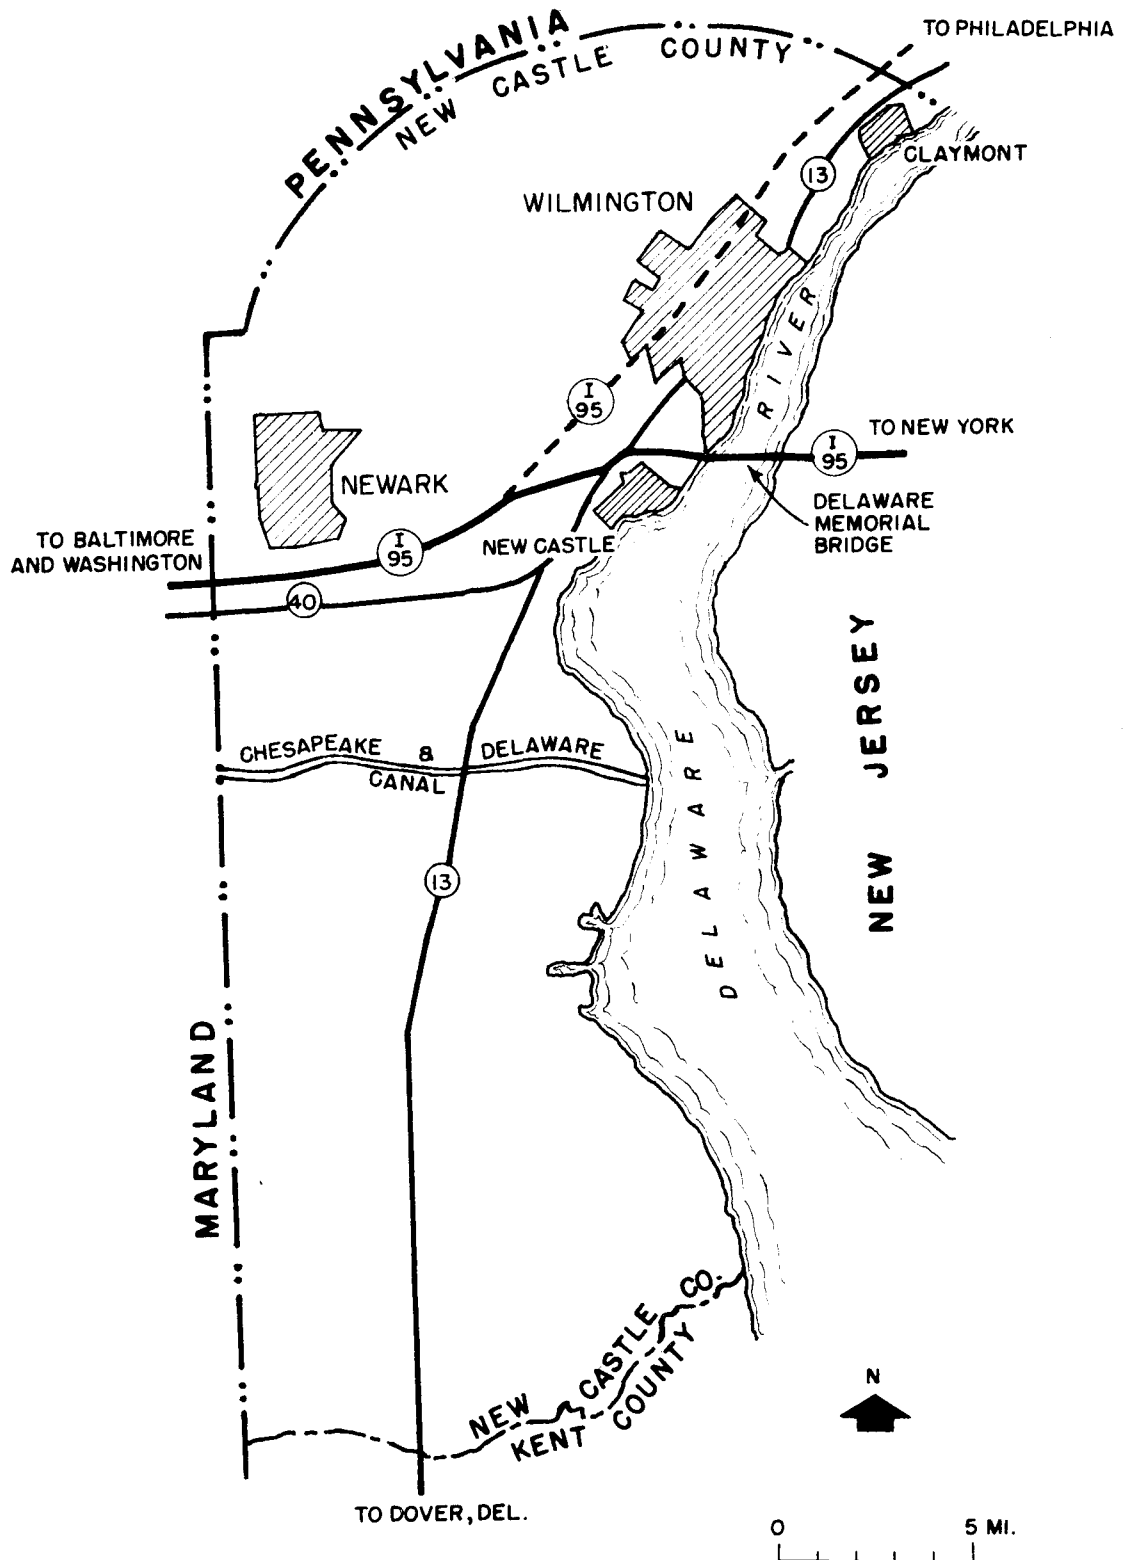 TO PHILADELPHIA
PENNSYLVANIA
NEW CASTLE COUNTY
CLAYMONT
13
WILMINGTON
RIVER
I
95
TO NEW YORK
I
95
NEWARK
DELAWARE
MEMORIAL
BRIDGE
TO BALTIMORE
AND WASHINGTON
I
95
NEW CASTLE
40
NEW JERSEY
CHESAPEAKE & DELAWARE
CANAL
DELAWARE
13
MARYLAND
NEW CASTLE CO.
KENT COUNTY
N
TO DOVER, DEL.
0 5 MI.